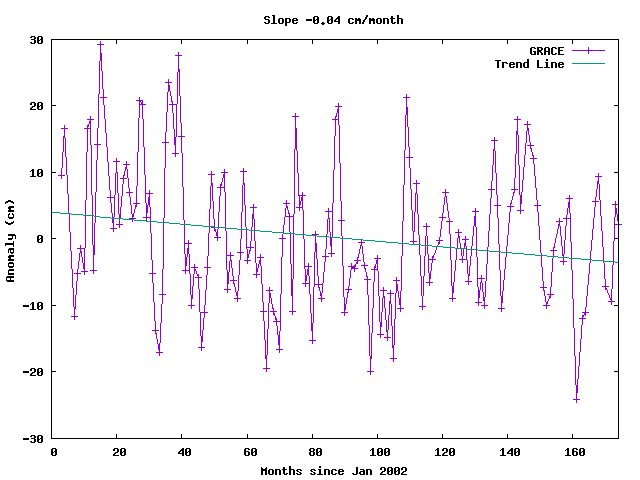 Slope -0.04 cm/month
GRACE
Trend Line
30
20
10
0
-10
-20
-30
Anomaly (cm)
0 20 40 60 80 100 120 140 160
Months since Jan 2002